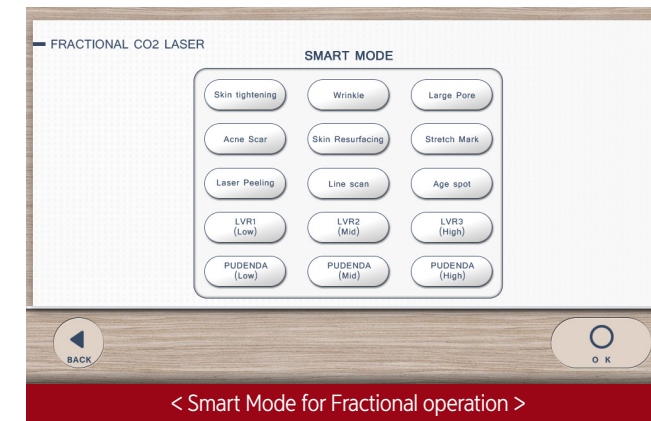 FRACTIONAL CO2 LASER
SMART MODE
Skin tightening
Wrinkle
Large Pore
Acne Scar
Skin Resurfacing
Stretch Mark
Laser Peeling
Line scan
Age spot
LVR1
(Low)
LVR2
(Mid)
LVR3
(High)
PUDENDA
(Low)
PUDENDA
(Mid)
PUDENDA
(High)
BACK
O K
< Smart Mode for Fractional operation >